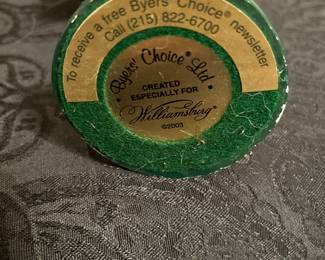 To receive a free Byers' Choice® newsletter
Call (215) 822-6700
Byers' Choice Ltd
CREATED
ESPECIALLY FOR
Williamsburg®
©2003